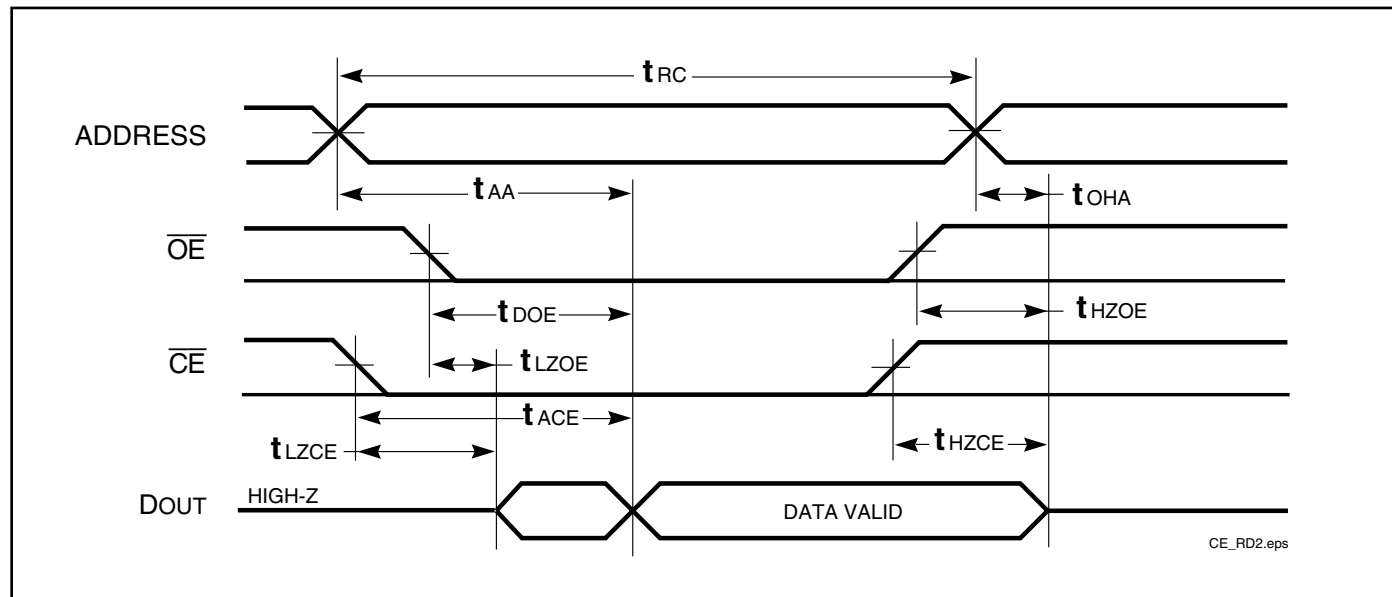 tRC
ADDRESS
tAA
tOHA
OE
tDOE
tHZOE
CE
tLZOE
tACE
tLZCE
tHZCE
DOUT
HIGH-Z
DATA VALID
CE_RD2.eps